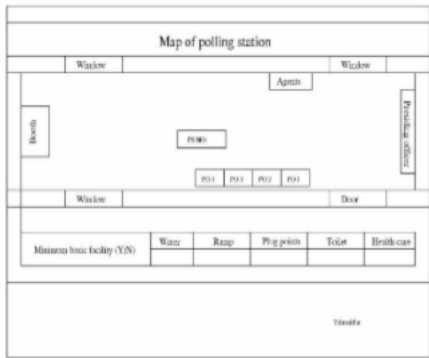 Map of polling station
Window Window
Agents
Booth
Presiding officer
PO4 PO3 PO2 PO1
Window Door
Minimum basic facility (Y/N) Water Ramp Plug points Toilet Health care